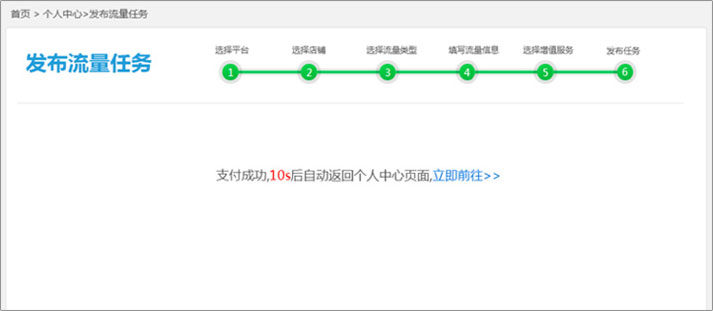 首页 > 个人中心>发布流量任务
发布流量任务
选择平台 选择店铺 选择流量类型 填写流量信息 选择增值服务 发布任务
1 2 3 4 5 6
支付成功,10s后自动返回个人中心页面,立即前往>>